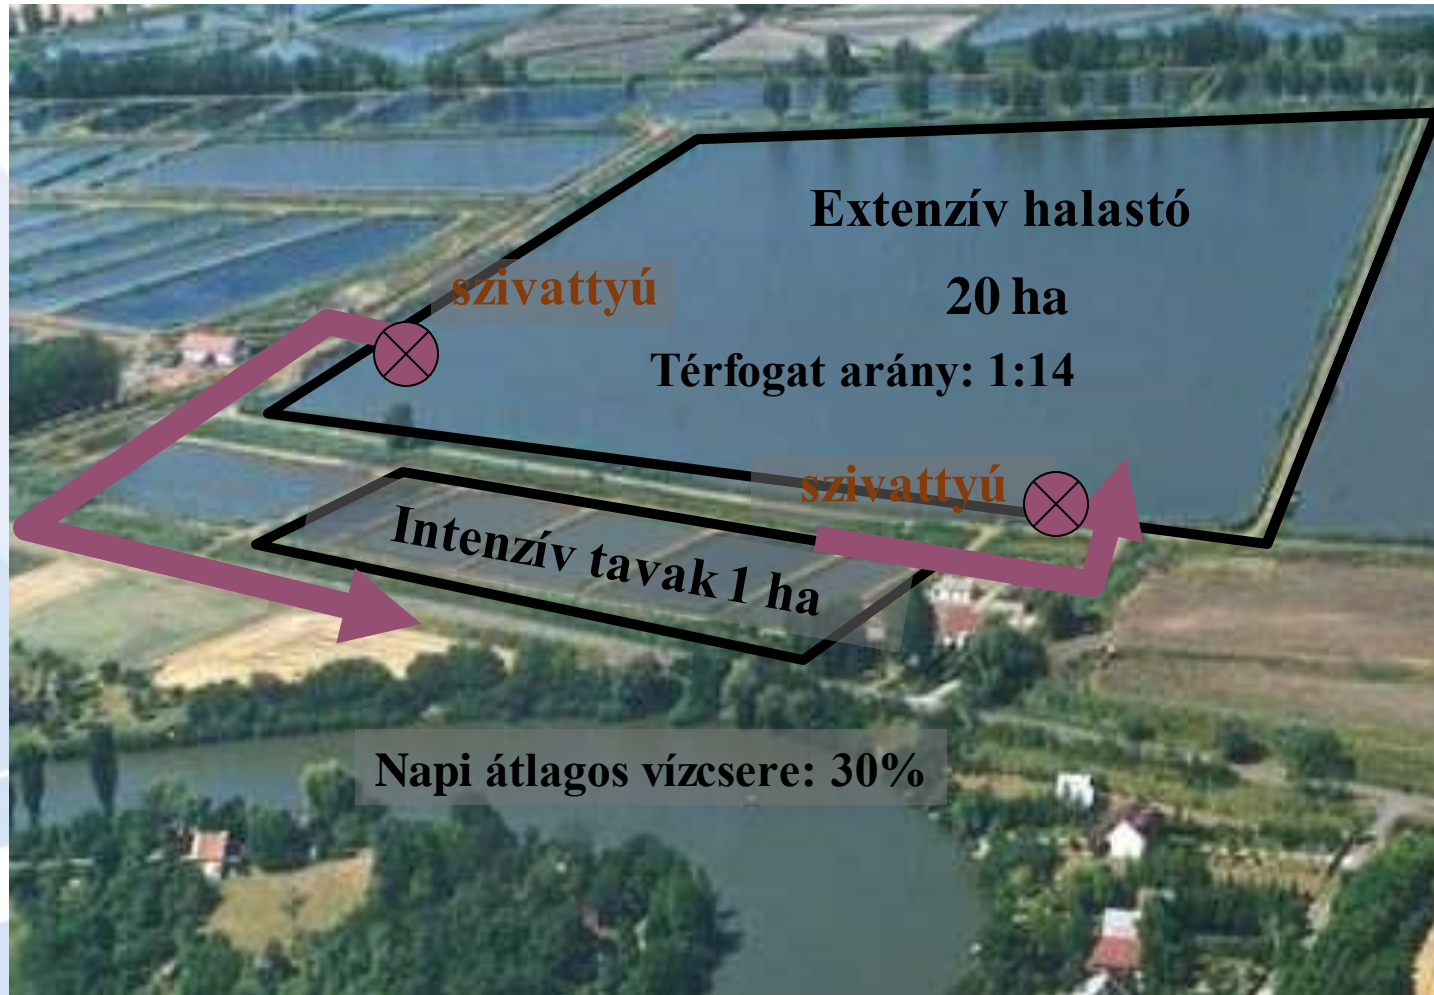 Extenzív halastó
szivattyú
20 ha
Térfogat arány: 1:14
szivattyú
Intenzív tavak 1 ha
Napi átlagos vízcsere: 30%